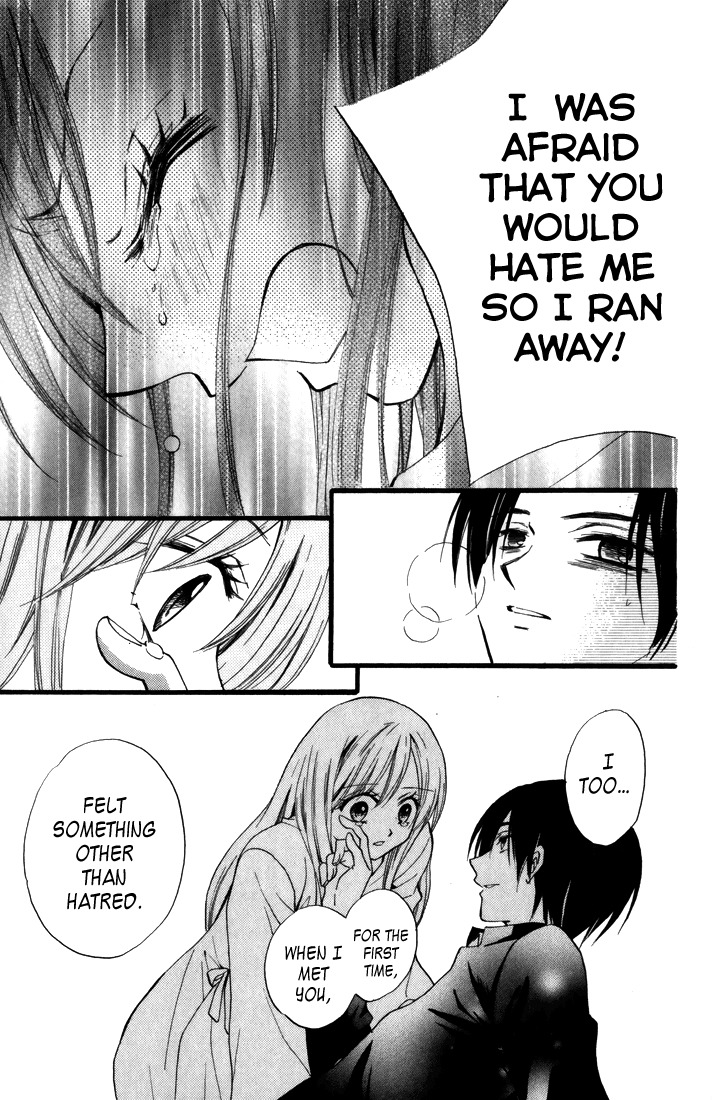 I WAS
AFRAID
THAT YOU
WOULD
HATE ME
SO I RAN
AWAY!
I
TOO...
FOR THE
FIRST
TIME,
WHEN I
MET
YOU,
FELT
SOMETHING
OTHER
THAN
HATRED.